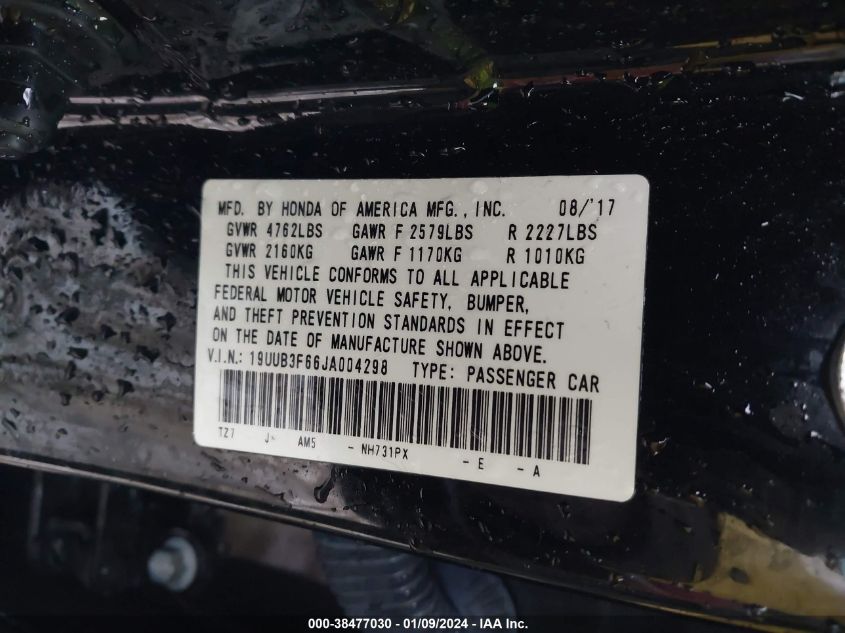 MFD. BY HONDA OF AMERICA MFG., INC. 08/'17
GVWR 4762LBS GAWR F 2579LBS R 2227LBS
GVWR 2160KG GAWR F 1170KG R 1010KG
THIS VEHICLE CONFORMS TO ALL APPLICABLE
FEDERAL MOTOR VEHICLE SAFETY, BUMPER,
AND THEFT PREVENTION STANDARDS IN EFFECT
ON THE DATE OF MANUFACTURE SHOWN ABOVE.
V.I.N.: 19UUB3F66JA004298 TYPE: PASSENGER CAR
TZ7 J- AM5 - NH731PX - E - A
000-38477030 - 01/09/2024 - IAA Inc.